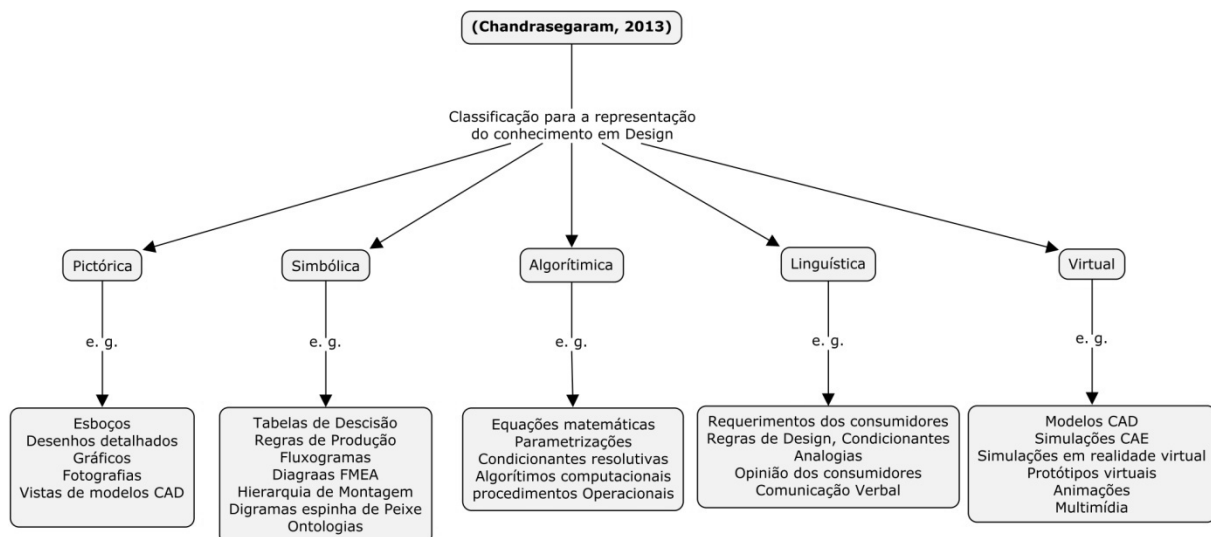 (Chandrasegaram, 2013)
Classificação para a representação
do conhecimento em Design
Pictórica
Simbólica
Algorítimica
Linguística
Virtual
e. g.
e. g.
e. g.
e. g.
e. g.
Esboços
Desenhos detalhados
Gráficos
Fotografias
Vistas de modelos CAD
Tabelas de Descisão
Regras de Produção
Fluxogramas
Diagraas FMEA
Hierarquia de Montagem
Digramas espinha de Peixe
Ontologias
Equações matemáticas
Parametrizações
Condicionantes resolutivas
Algorítimos computacionais
procedimentos Operacionais
Requerimentos dos consumidores
Regras de Design, Condicionantes
Analogias
Opinião dos consumidores
Comunicação Verbal
Modelos CAD
Simulações CAE
Simulações em realidade virtual
Protótipos virtuais
Animações
Multimídia